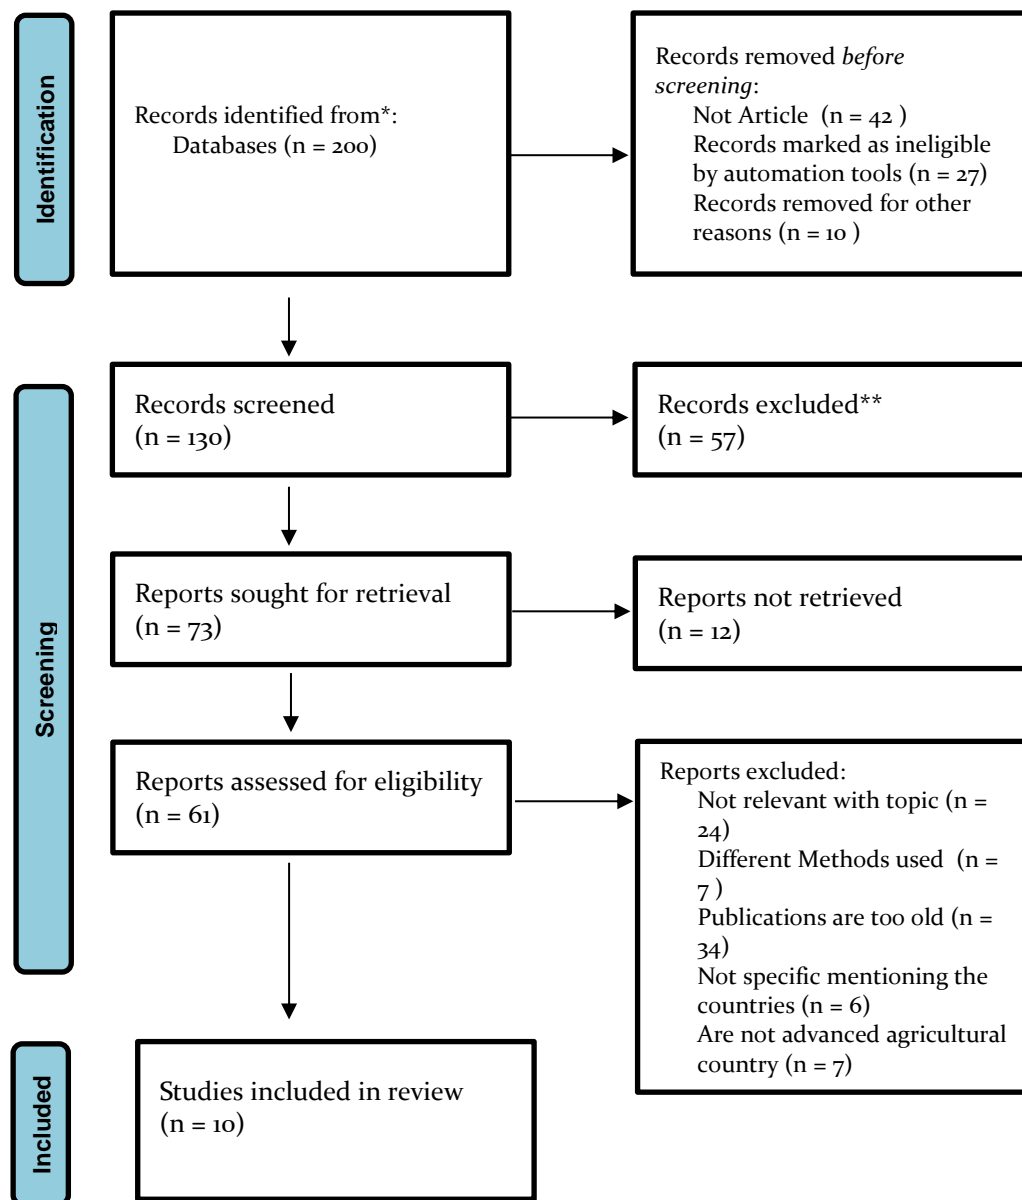 Identification
Records identified from*:
Databases (n = 200)
Records removed before
screening:
Not Article (n = 42 )
Records marked as ineligible
by automation tools (n = 27)
Records removed for other
reasons (n = 10 )
Screening
Records screened
(n = 130)
Records excluded**
(n = 57)
Reports sought for retrieval
(n = 73)
Reports not retrieved
(n = 12)
Reports assessed for eligibility
(n = 61)
Reports excluded:
Not relevant with topic (n =
24)
Different Methods used (n =
7 )
Publications are too old (n =
34)
Not specific mentioning the
countries (n = 6)
Are not advanced agricultural
country (n = 7)
Included
Studies included in review
(n = 10)